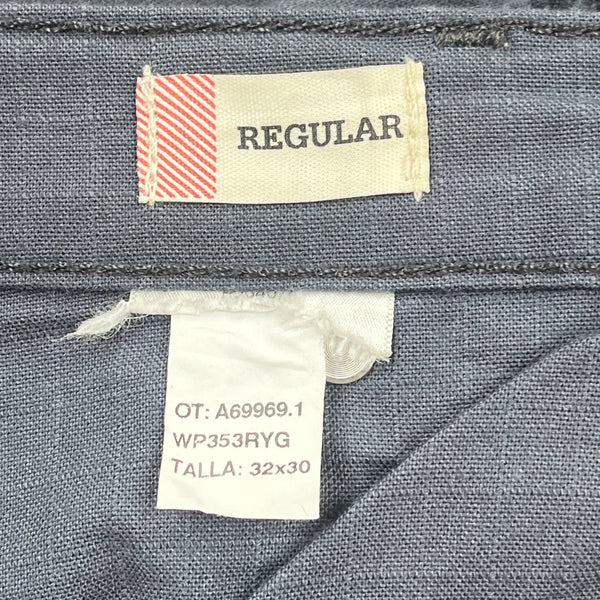 REGULAR
OT: A69969.1
WP353RYG
TALLA: 32x30